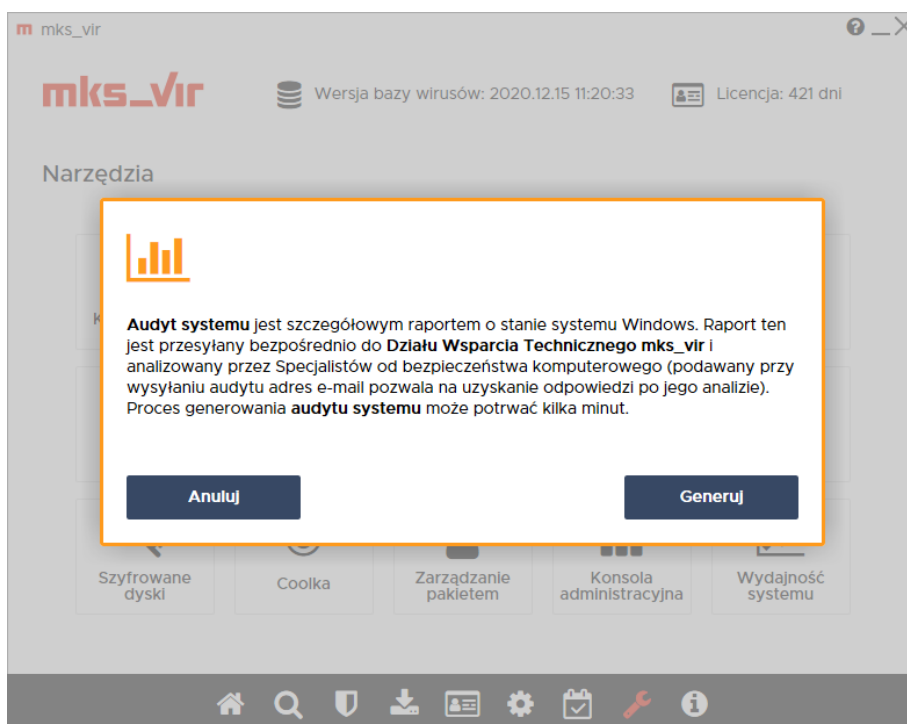 mks_vir
mks_vir
Wersja bazy wirusów: 2020.12.15 11:20:33
Licencja: 421 dni
Narzędzia
K
Audyt systemu jest szczegółowym raportem o stanie systemu Windows. Raport ten
jest przesyłany bezpośrednio do Działu Wsparcia Technicznego mks_vir i
analizowany przez Specjalistów od bezpieczeństwa komputerowego (podawany przy
wysyłaniu audytu adres e-mail pozwala na uzyskanie odpowiedzi po jego analizie).
Proces generowania audytu systemu może potrwać kilka minut.
Anuluj
Generuj
Szyfrowane
dyski
Coolka
Zarządzanie
pakietem
Konsola
administracyjna
Wydajność
systemu